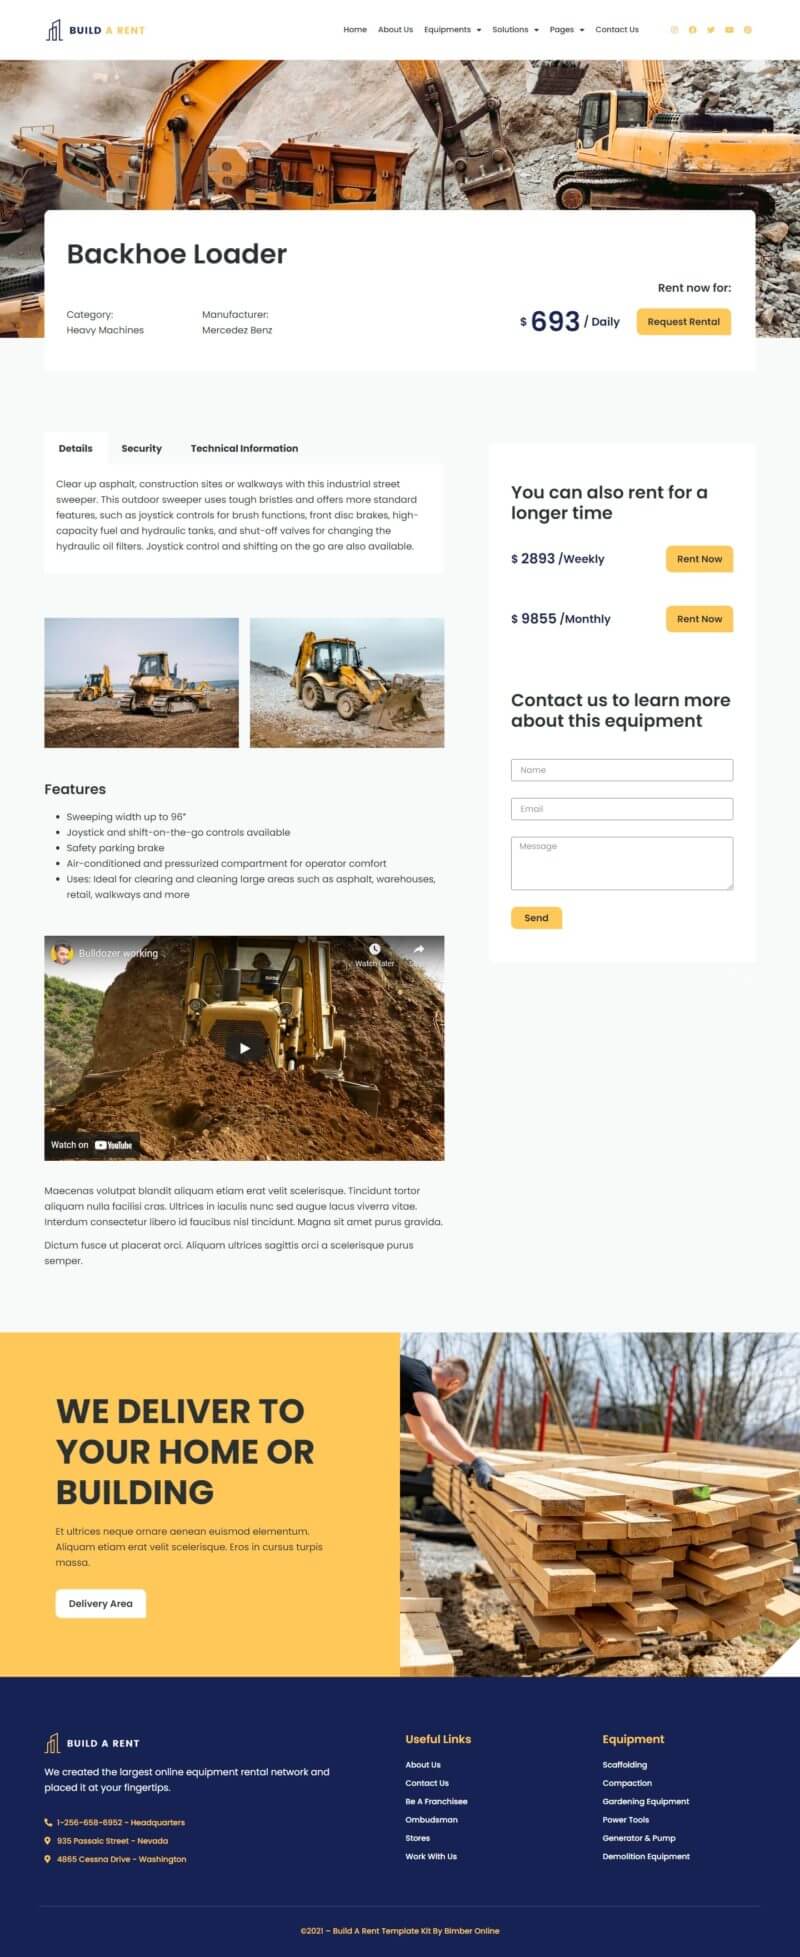 BUILD A RENT
Home About Us Equipments Solutions Pages Contact Us
Backhoe Loader
Rent now for:
Category:
Heavy Machines
Manufacturer:
Mercedez Benz
$ 693 / Daily
Request Rental
Details Security Technical Information
Clear up asphalt, construction sites or walkways with this industrial street
sweeper. This outdoor sweeper uses tough bristles and offers more standard
features, such as joystick controls for brush functions, front disc brakes, high-
capacity fuel and hydraulic tanks, and shut-off valves for changing the
hydraulic oil filters. Joystick control and shifting on the go are also available.
Features
Sweeping width up to 96"
Joystick and shift-on-the-go controls available
Safety parking brake
Air-conditioned and pressurized compartment for operator comfort
Uses: Ideal for clearing and cleaning large areas such as asphalt, warehouses,
retail, walkways and more
Bulldozer working
Watch later
Watch on YouTube
Maecenas volutpat blandit aliquam etiam erat velit scelerisque. Tincidunt tortor
aliquam nulla facilisi cras. Ultrices in iaculis nunc sed augue lacus viverra vitae.
Interdum consectetur libero id faucibus nisl tincidunt. Magna sit amet purus gravida.
Dictum fusce ut placerat orci. Aliquam ultrices sagittis orci a scelerisque purus
semper.
You can also rent for a
longer time
$ 2893 /Weekly
Rent Now
$ 9855 /Monthly
Rent Now
Contact us to learn more
about this equipment
Name
Email
Message
Send
WE DELIVER TO
YOUR HOME OR
BUILDING
Et ultrices neque ornare aenean euismod elementum.
Aliquam etiam erat velit scelerisque. Eros in cursus turpis
massa.
Delivery Area
BUILD A RENT
We created the largest online equipment rental network and
placed it at your fingertips.
1-256-658-6952 - Headquarters
935 Passaic Street - Nevada
4865 Cessna Drive - Washington
Useful Links
About Us
Contact Us
Be A Franchisee
Ombudsman
Stores
Work With Us
Equipment
Scaffolding
Compaction
Gardening Equipment
Power Tools
Generator & Pump
Demolition Equipment
©2021 – Build A Rent Template Kit By Bimber Online